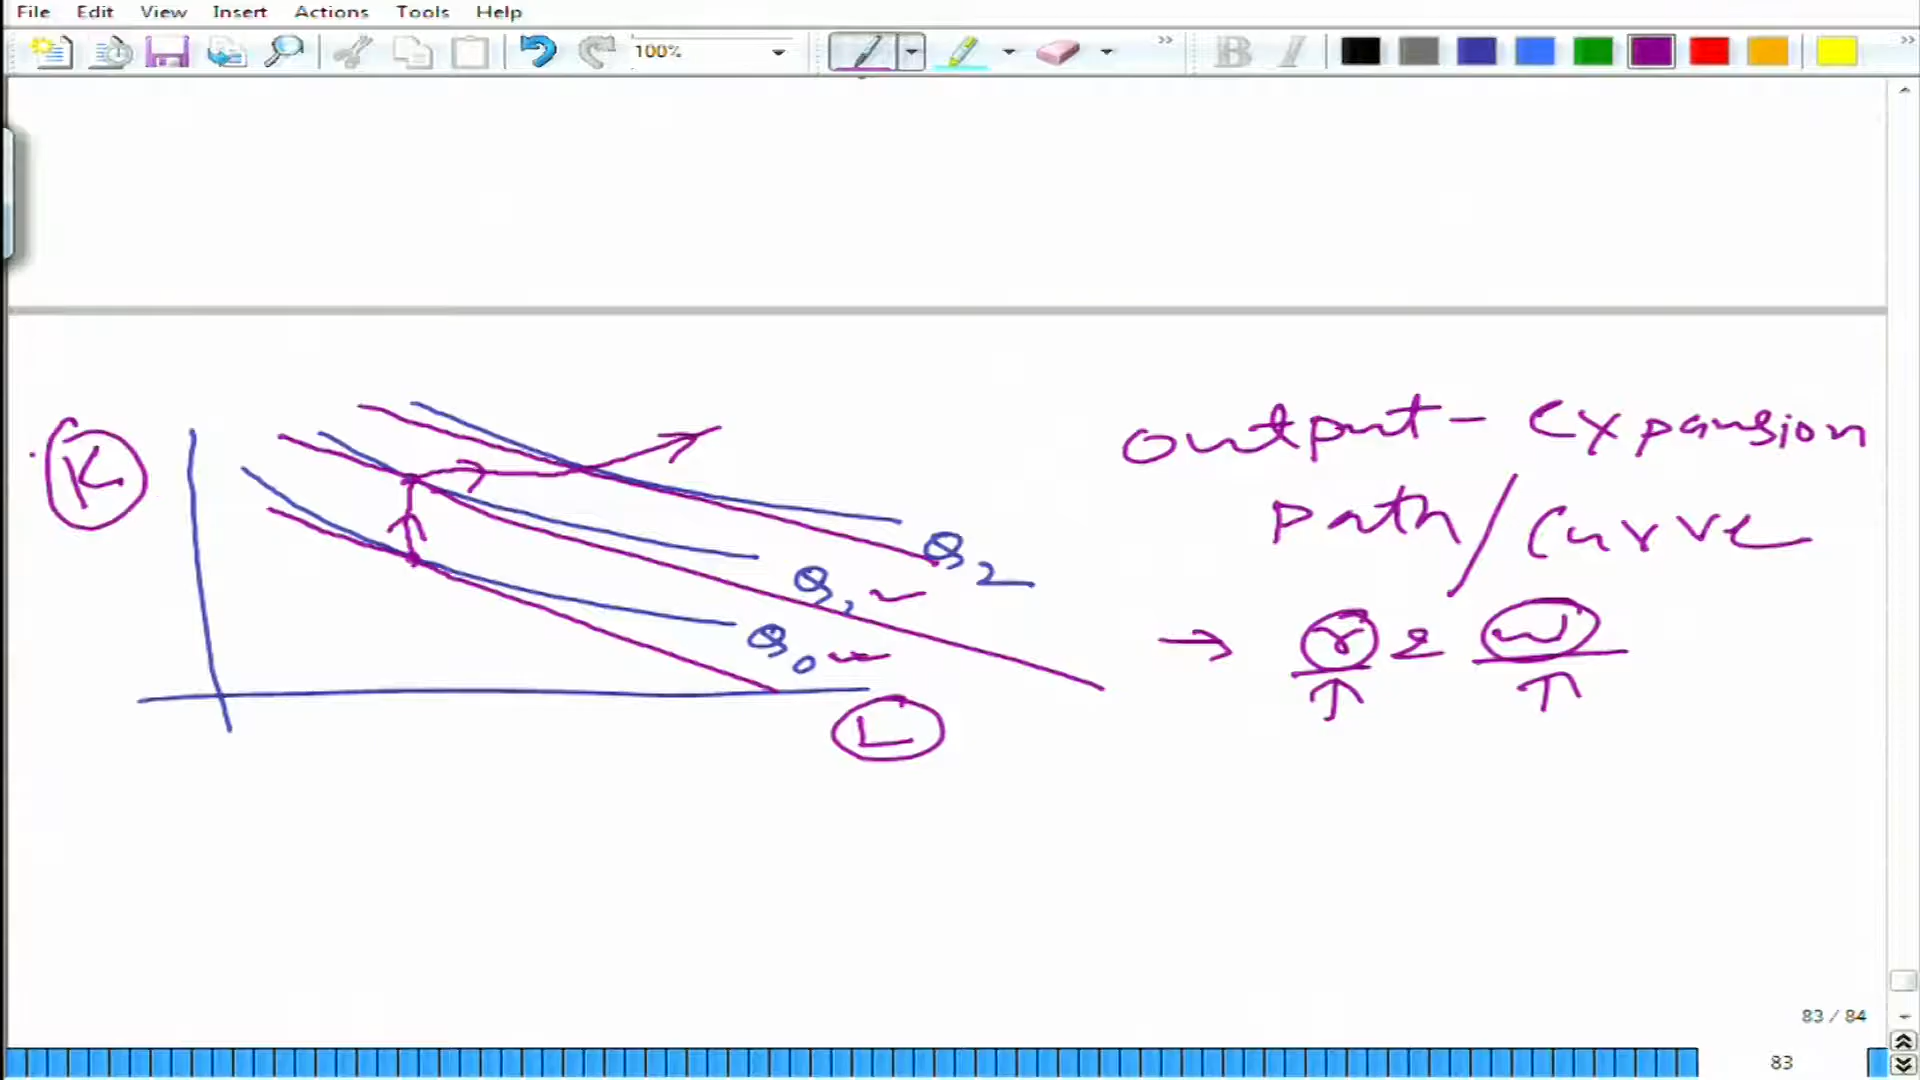 File Edit View Insert Actions Tools Help
100%
B I
K
output - expansion
path / curve
Q2
Q1
Q0
→ r & w
L
83 / 84
83